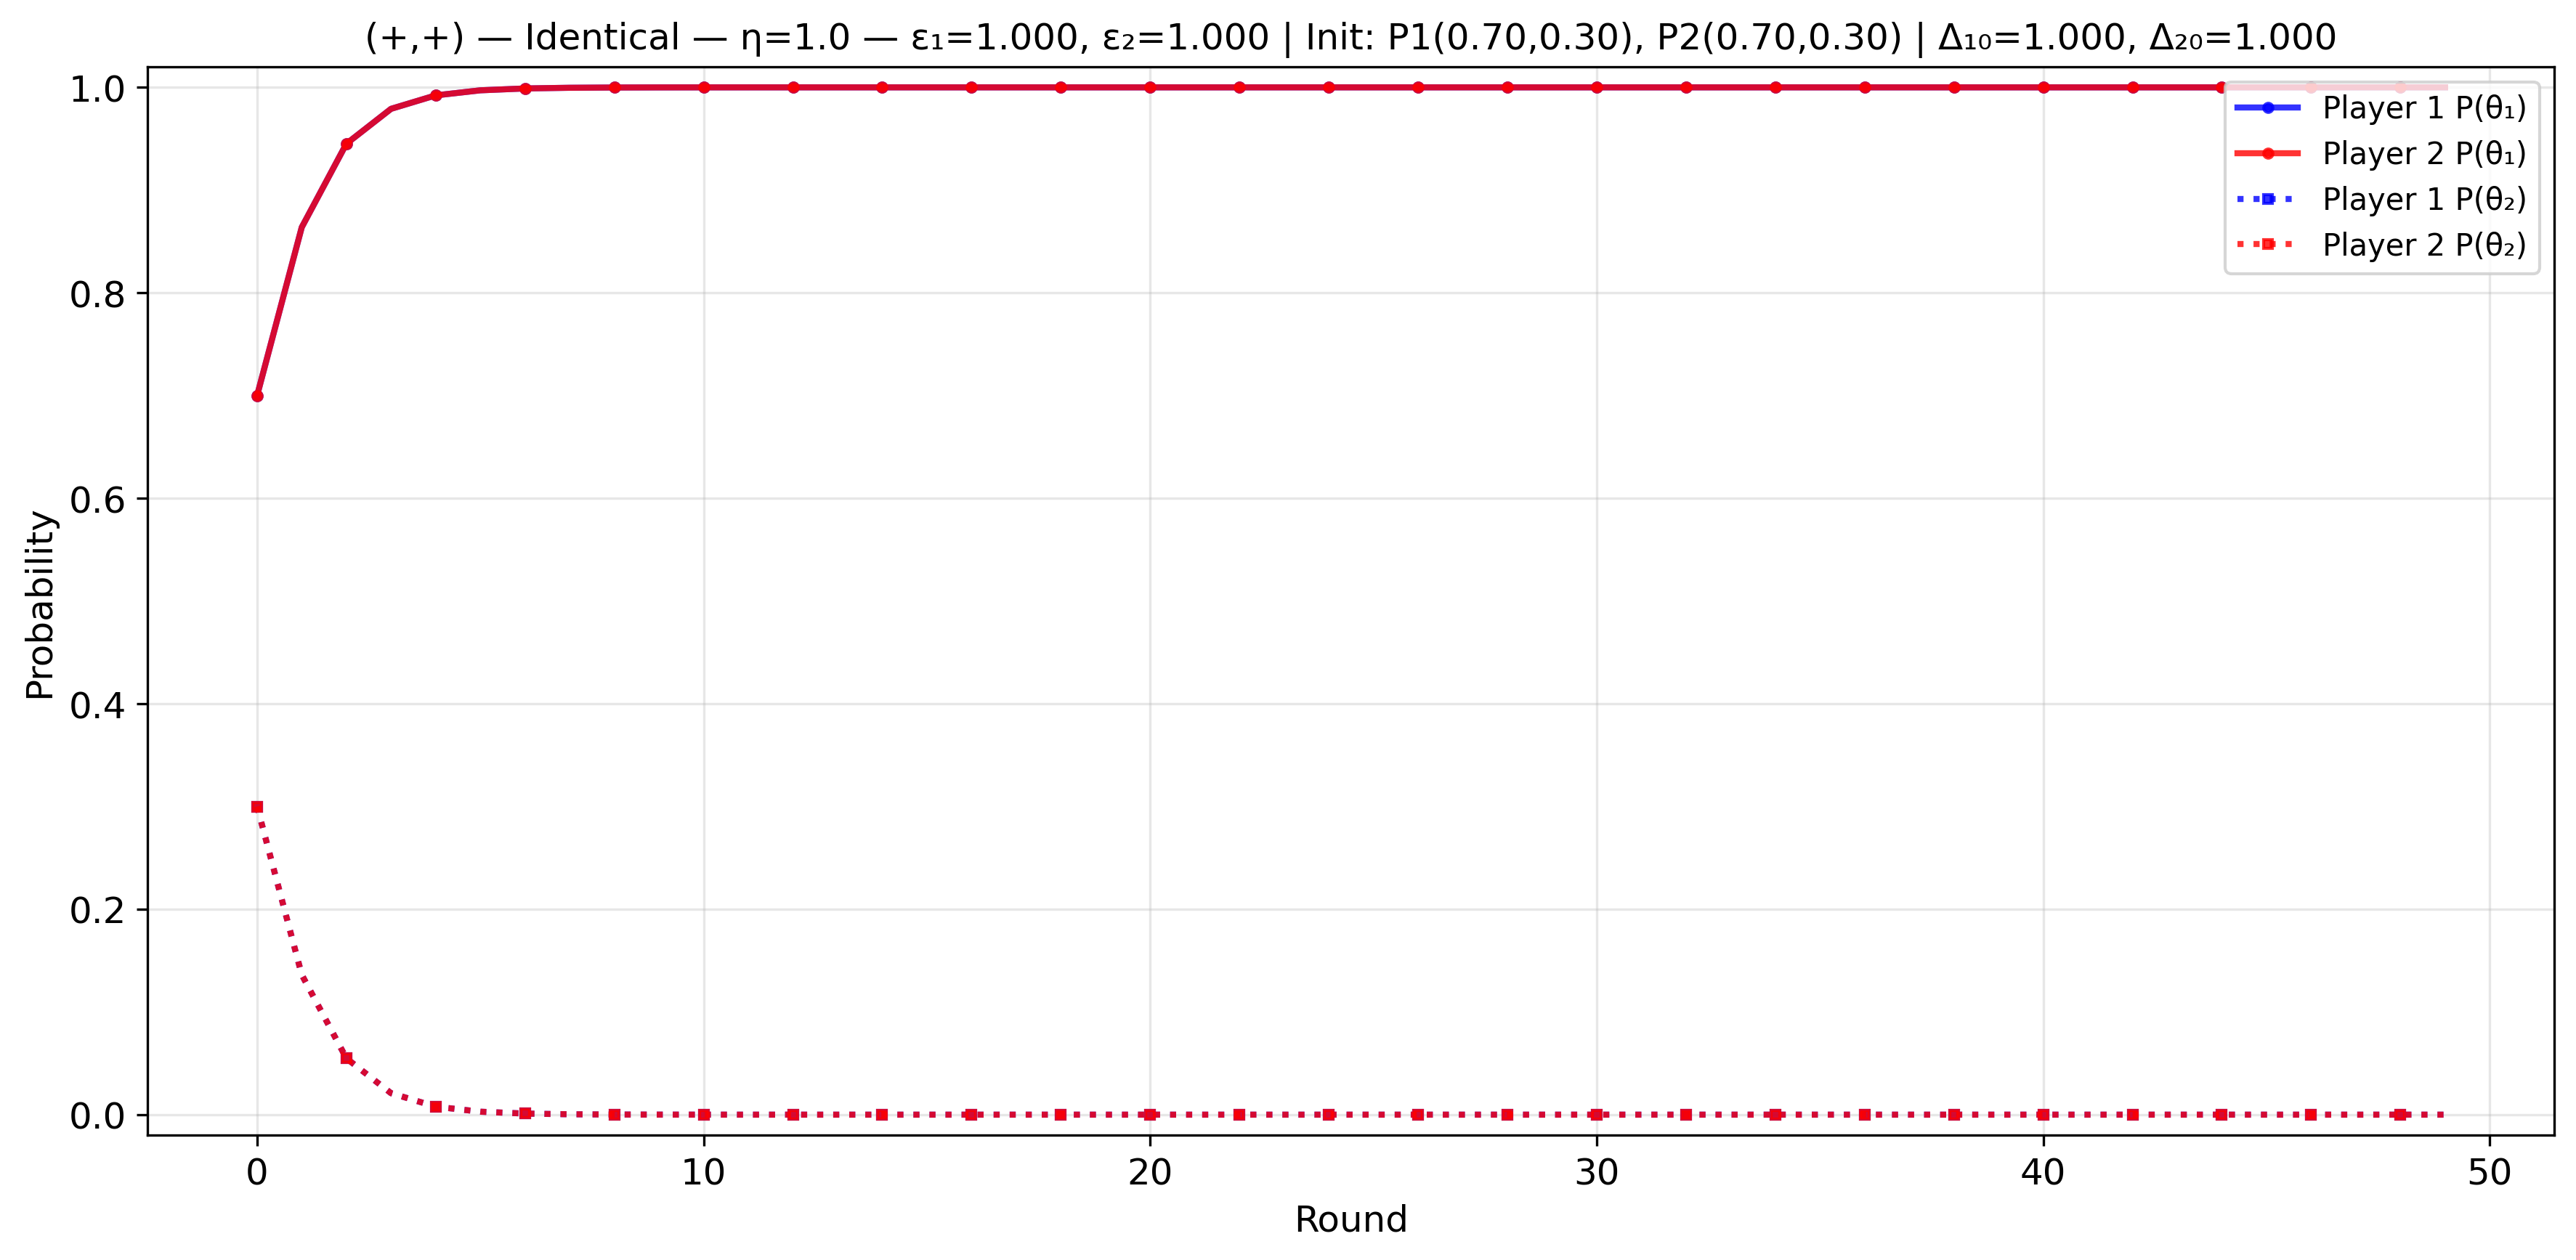 (+,+) — Identical — η=1.0 — ε₁=1.000, ε₂=1.000 | Init: P1(0.70,0.30), P2(0.70,0.30) | Δ₁₀=1.000, Δ₂₀=1.000
1.0
0.8
0.6
0.4
0.2
0.0
Probability
Player 1 P(θ₁)
Player 2 P(θ₁)
Player 1 P(θ₂)
Player 2 P(θ₂)
0 10 20 30 40 50
Round